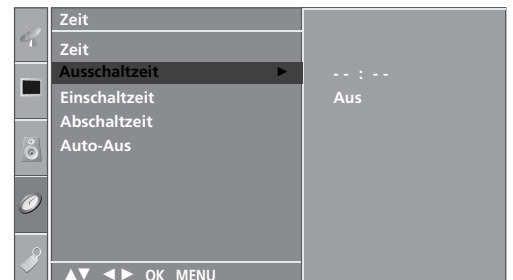 Zeit
Zeit
Ausschaltzeit ►
- - : - -
Einschaltzeit
Aus
Abschaltzeit
Auto-Aus
▲▼ ◄► OK MENU